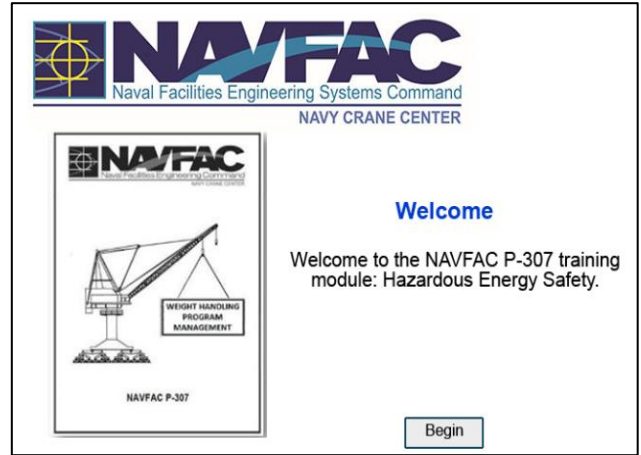 NAVFAC
Naval Facilities Engineering Systems Command
NAVY CRANE CENTER
NAVFAC
Naval Facilities Engineering Command
NAVY CRANE CENTER
WEIGHT HANDLING
PROGRAM
MANAGEMENT
NAVFAC P-307
Welcome
Welcome to the NAVFAC P-307 training
module: Hazardous Energy Safety.
Begin